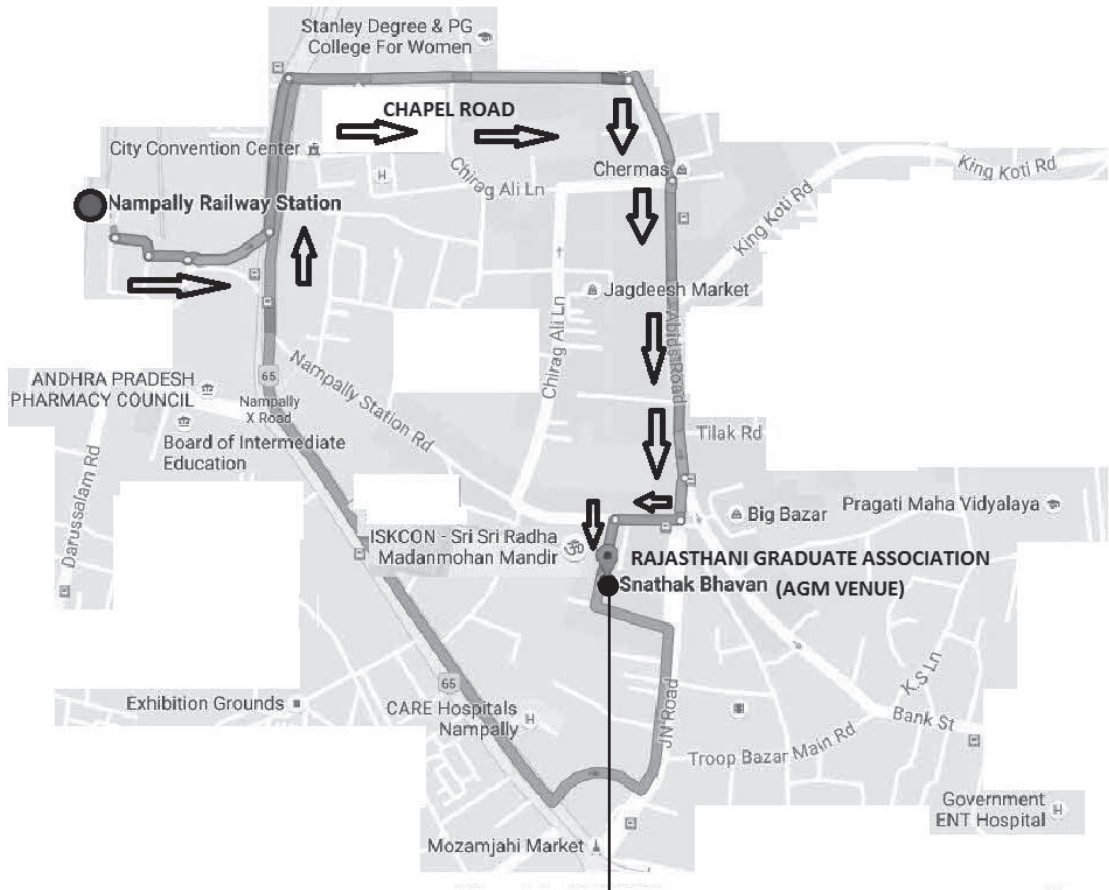 Stanley Degree & PG
College For Women
CHAPEL ROAD
City Convention Center
H
Chirag Ali Ln
Chermas
King Koti Rd
Nampally Railway Station
King Koti Rd
Jagdeesh Market
Chirag Ali Ln
Abids Road
Nampally Station Rd
65
ANDHRA PRADESH
PHARMACY COUNCIL
Nampally
X Road
Board of Intermediate
Education
Tilak Rd
Darussalam Rd
Big Bazar
Pragati Maha Vidyalaya
ISKCON - Sri Sri Radha
Madanmohan Mandir
RAJASTHANI GRADUATE ASSOCIATION
Snathak Bhavan (AGM VENUE)
K.S Ln
65
Exhibition Grounds
CARE Hospitals
Nampally
H
JN Road
Bank St
Troop Bazar Main Rd
Government
ENT Hospital
H
Mozamjahi Market